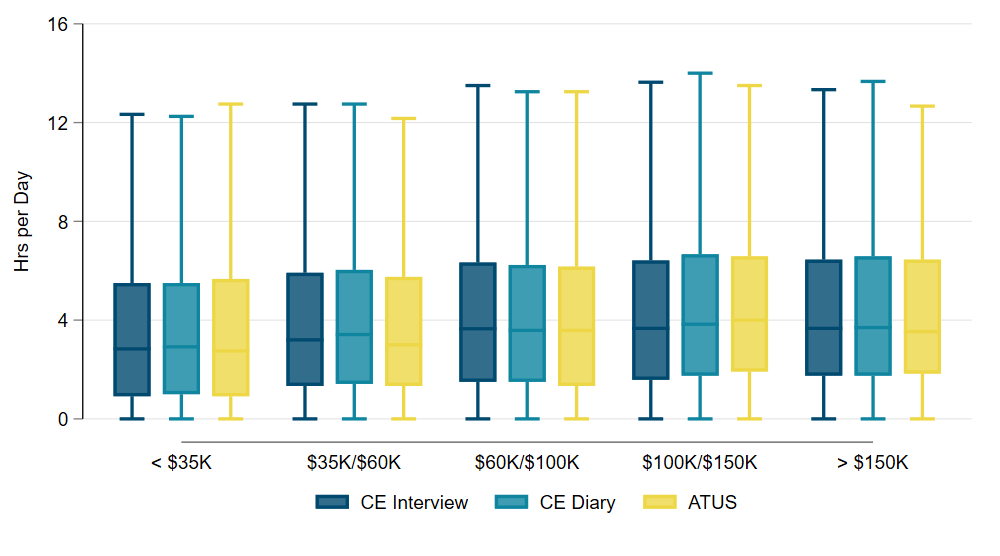 16
12
8
4
0
Hrs per Day
< $35K
$35K/$60K
$60K/$100K
$100K/$150K
> $150K
CE Interview
CE Diary
ATUS